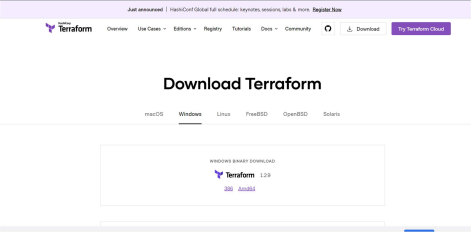 Just announced | HashiConf Global full schedule: keynotes, sessions, labs & more Register Now
HashiCorp
Terraform Overview Use Cases Editions Registry Tutorials Docs Community Download Try Terraform Cloud
Download Terraform
macOS Windows Linux FreeBSD OpenBSD Solaris
WINDOWS BINARY DOWNLOAD
Terraform 1.2.9
386 Amd64